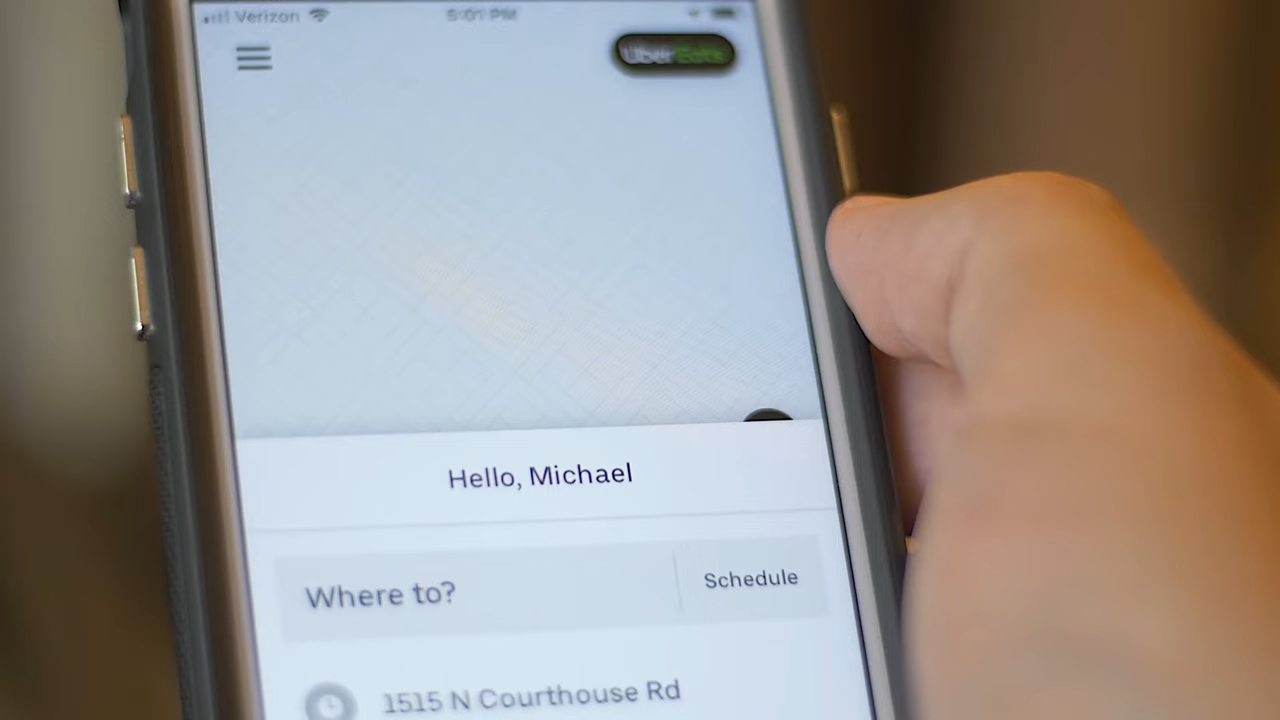 Verizon 5:01 PM
Uber Eats
Hello, Michael
Where to? Schedule
1515 N Courthouse Rd